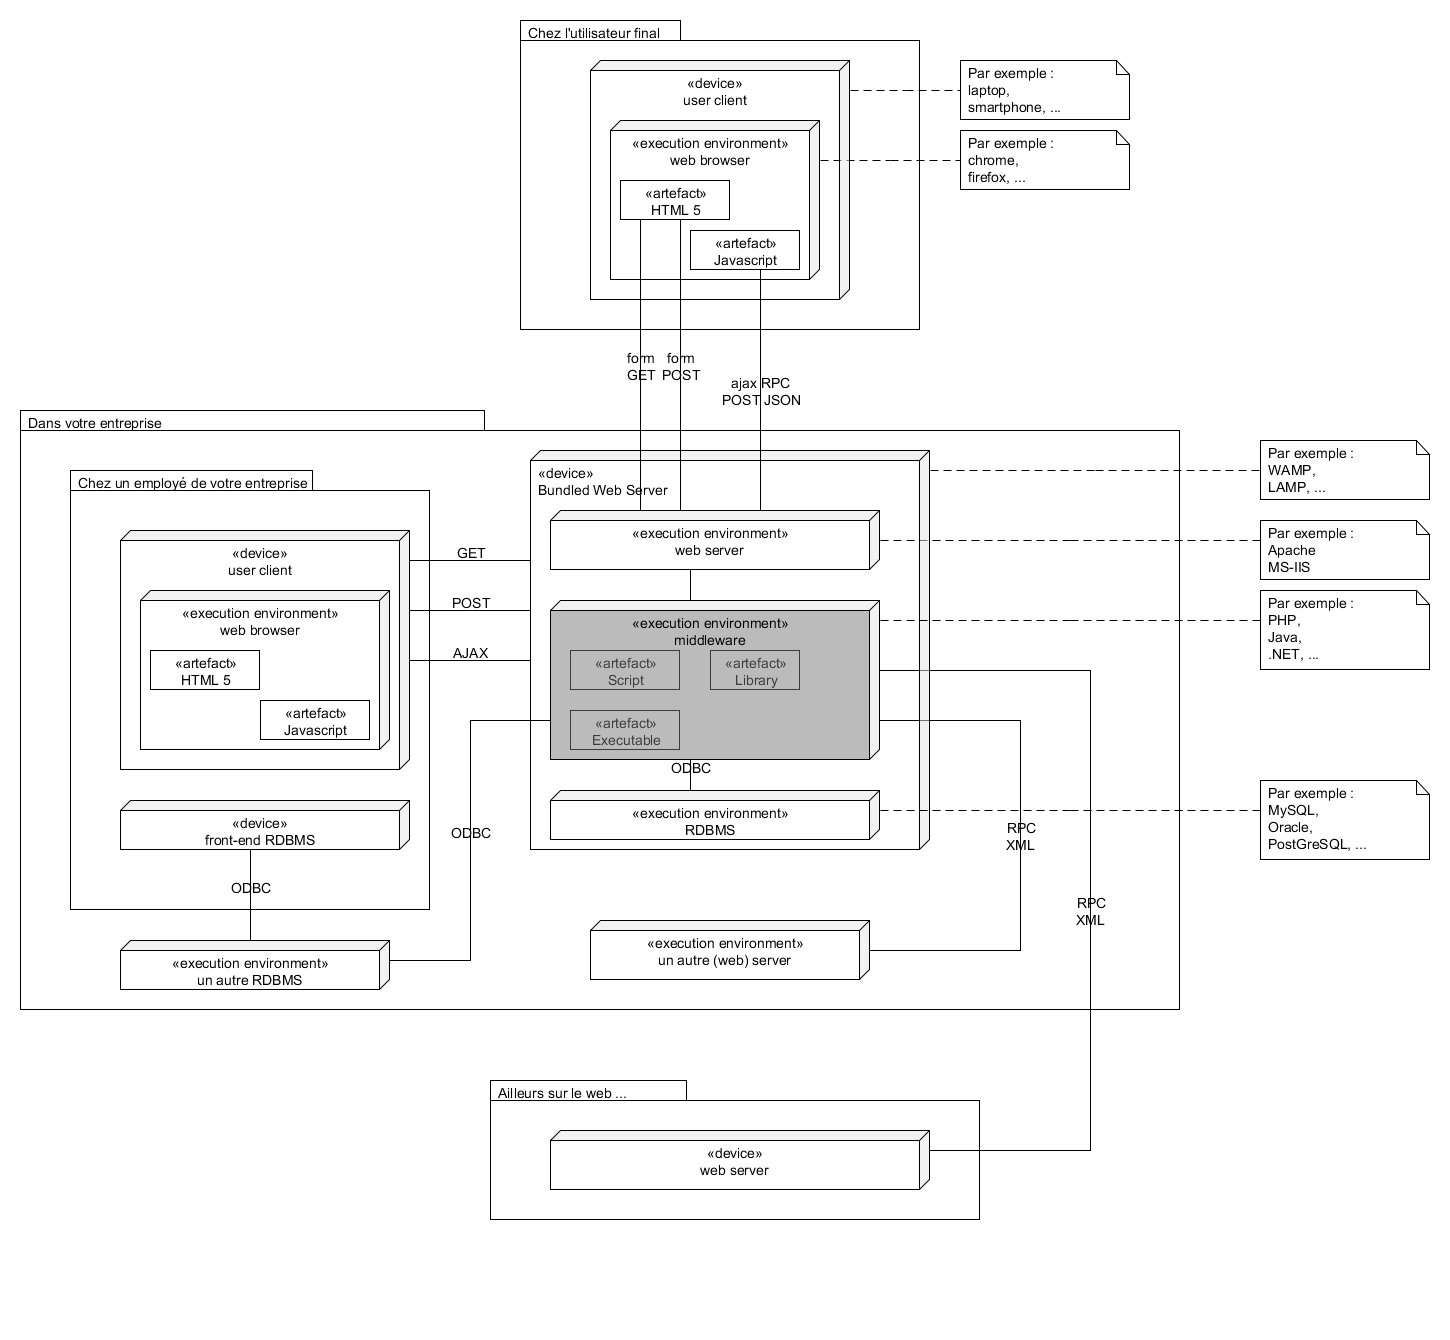 Chez l'utilisateur final
«device»
user client
«execution environment»
web browser
«artefact»
HTML 5
«artefact»
Javascript
Par exemple :
laptop,
smartphone, ...
Par exemple :
chrome,
firefox, ...
form
GET
form
POST
ajax RPC
POST JSON
Dans votre entreprise
Chez un employé de votre entreprise
«device»
user client
«execution environment»
web browser
«artefact»
HTML 5
«artefact»
Javascript
«device»
front-end RDBMS
ODBC
«execution environment»
un autre RDBMS
GET
POST
AJAX
ODBC
«device»
Bundled Web Server
«execution environment»
web server
«execution environment»
middleware
«artefact»
Script
«artefact»
Library
«artefact»
Executable
ODBC
«execution environment»
RDBMS
«execution environment»
un autre (web) server
RPC
XML
RPC
XML
Par exemple :
WAMP,
LAMP, ...
Par exemple :
Apache
MS-IIS
Par exemple :
PHP,
Java,
.NET, ...
Par exemple :
MySQL,
Oracle,
PostGreSQL, ...
Ailleurs sur le web ...
«device»
web server